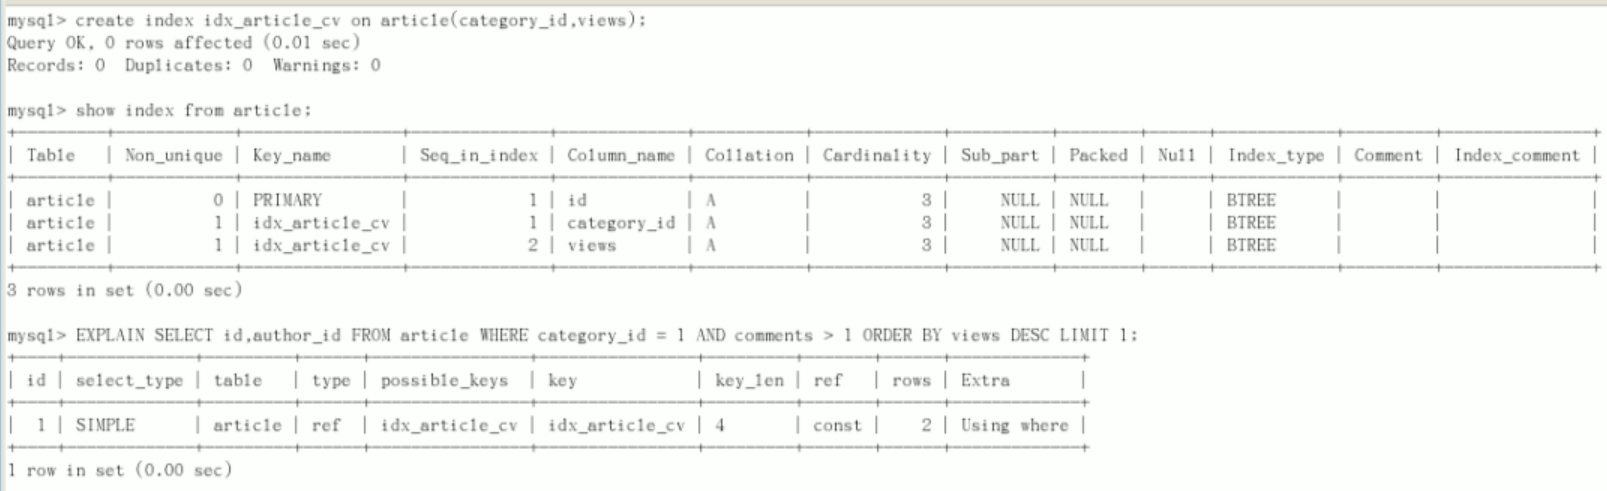 mysql> create index idx_article_cv on article(category_id,views);
Query OK, 0 rows affected (0.01 sec)
Records: 0  Duplicates: 0  Warnings: 0
mysql> show index from article;
| Table | Non_unique | Key_name | Seq_in_index | Column_name | Collation | Cardinality | Sub_part | Packed | Null | Index_type | Comment | Index_comment |
| article | 0 | PRIMARY | 1 | id | A | 3 | NULL | NULL | | BTREE | | |
| article | 1 | idx_article_cv | 1 | category_id | A | 3 | NULL | NULL | | BTREE | | |
| article | 1 | idx_article_cv | 2 | views | A | 3 | NULL | NULL | | BTREE | | |
3 rows in set (0.00 sec)
mysql> EXPLAIN SELECT id,author_id FROM article WHERE category_id = 1 AND comments > 1 ORDER BY views DESC LIMIT 1;
| id | select_type | table | type | possible_keys | key | key_len | ref | rows | Extra |
| 1 | SIMPLE | article | ref | idx_article_cv | idx_article_cv | 4 | const | 2 | Using where |
1 row in set (0.00 sec)